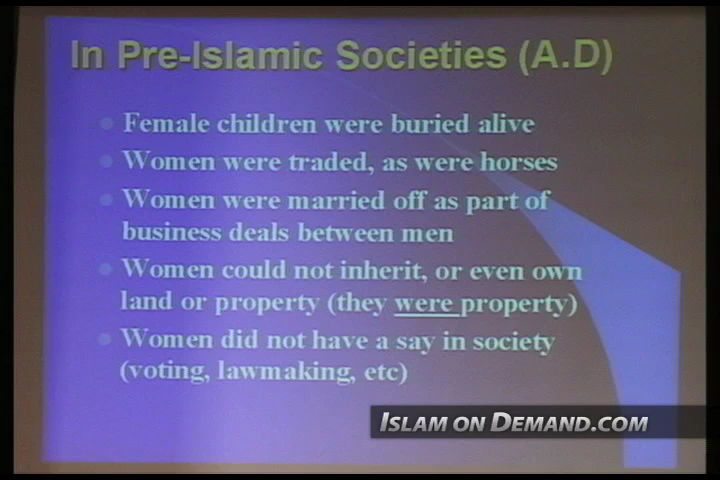 In Pre-Islamic Societies (A.D)
Female children were buried alive
Women were traded, as were horses
Women were married off as part of
business deals between men
Women could not inherit, or even own
land or property (they were property)
Women did not have a say in society
(voting, lawmaking, etc)
ISLAM ON DEMAND.COM